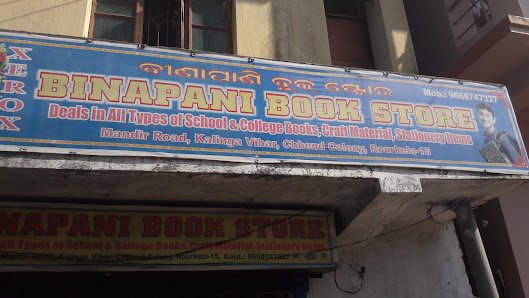 XEROX
ବୀଣାପାଣି ବୁକ ଷ୍ଟୋର
Mob.: 9668747327
BINAPANI BOOK STORE
Deals in All Types of School & College Books, Craft Material, Stationery Items
Mandir Road, Kalinga Vihar, Chhend Colony, Rourkela-15
NAPANI BOOK STORE
All Types of School & College Books, Craft Material, Stationery Items
Mandir Road, Kalinga Vihar, Chhend Colony, Rourkela-15, Cont.: 9668747327